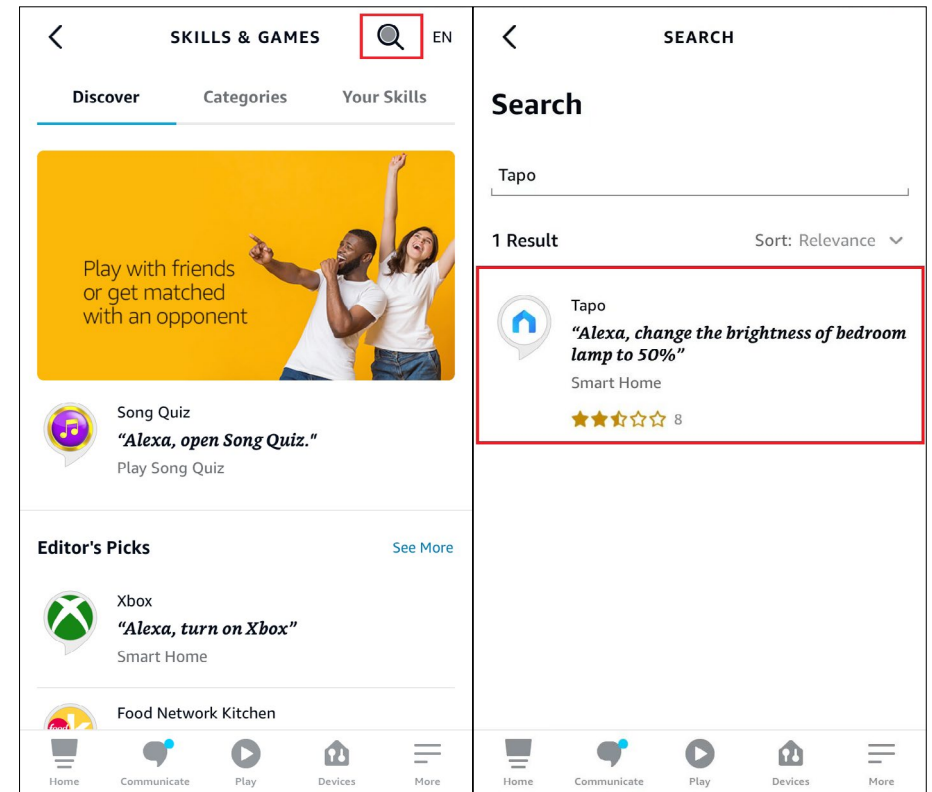 SKILLS & GAMES
EN
Discover
Categories
Your Skills
Play with friends
or get matched
with an opponent
Song Quiz
“Alexa, open Song Quiz."
Play Song Quiz
Editor's Picks
See More
Xbox
“Alexa, turn on Xbox”
Smart Home
food
Food Network Kitchen
Home
Communicate
Play
Devices
More
SEARCH
Search
Tapo
1 Result
Sort: Relevance
Tapo
“Alexa, change the brightness of bedroom
lamp to 50%”
Smart Home
8
Home
Communicate
Play
Devices
More